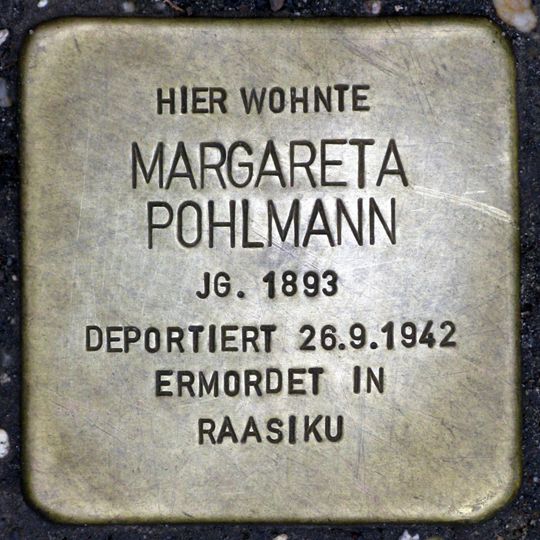 HIER WOHNTE
MARGARETA
POHLMANN
JG. 1893
DEPORTIERT 26.9.1942
ERMORDET IN
RAASIKU